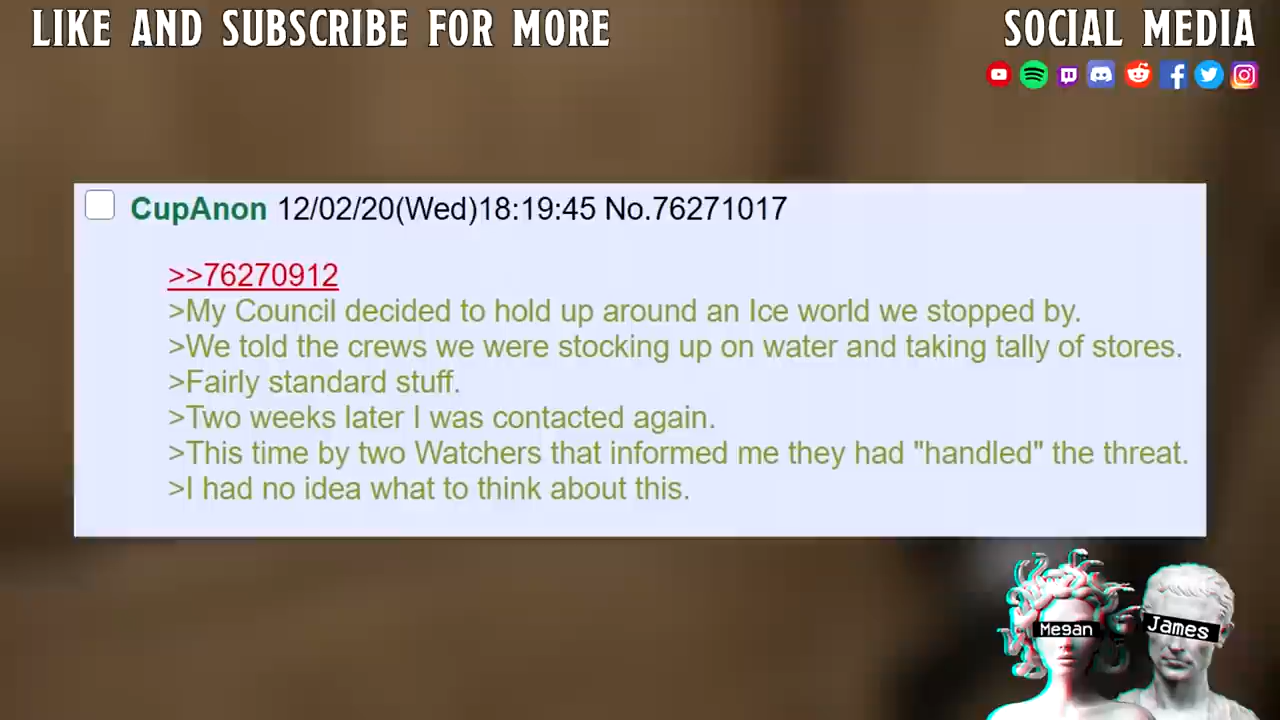 LIKE AND SUBSCRIBE FOR MORE
SOCIAL MEDIA
CupAnon 12/02/20(Wed)18:19:45 No.76271017
>>76270912
>My Council decided to hold up around an Ice world we stopped by.
>We told the crews we were stocking up on water and taking tally of stores.
>Fairly standard stuff.
>Two weeks later I was contacted again.
>This time by two Watchers that informed me they had "handled" the threat.
>I had no idea what to think about this.
Megan
James